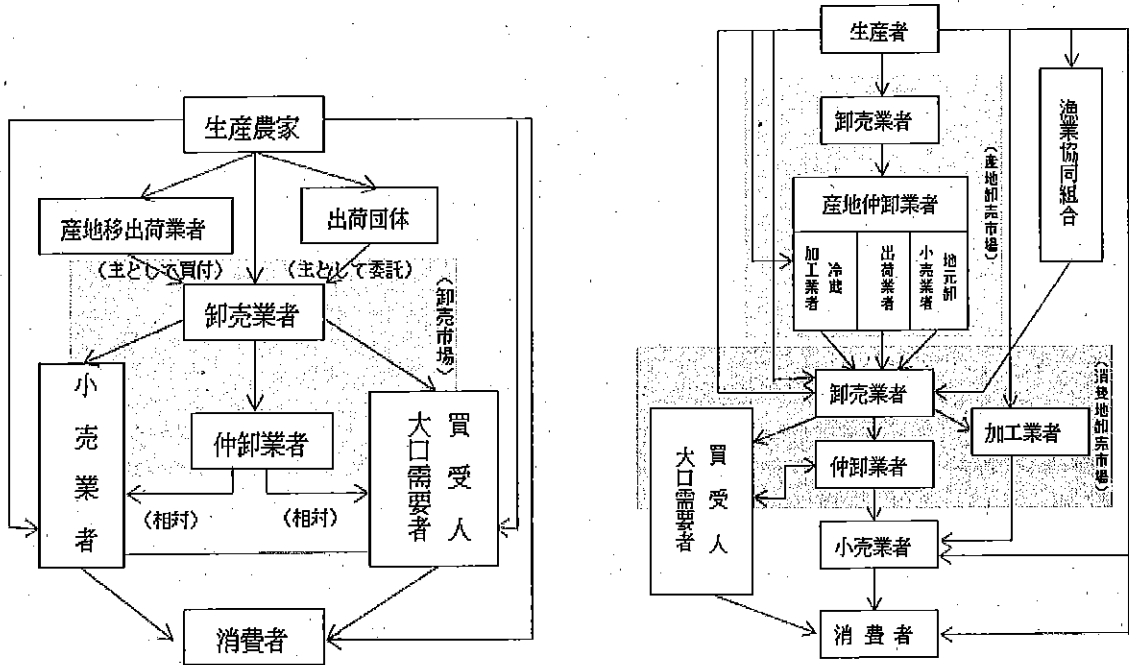 生産農家
産地移出荷業者
出荷団体
(主として買付)
(主として委託)
卸売業者
(卸売市場)
小売業者
仲卸業者
買受人
大口需要者
(相対)
(相対)
消費者
生産者
卸売業者
漁業協同組合
(産地卸売市場)
産地仲卸業者
冷蔵
加工業者
出荷業者
地元卸
小売業者
卸売業者
(消費地卸売市場)
買受人
大口需要者
仲卸業者
加工業者
小売業者
消費者